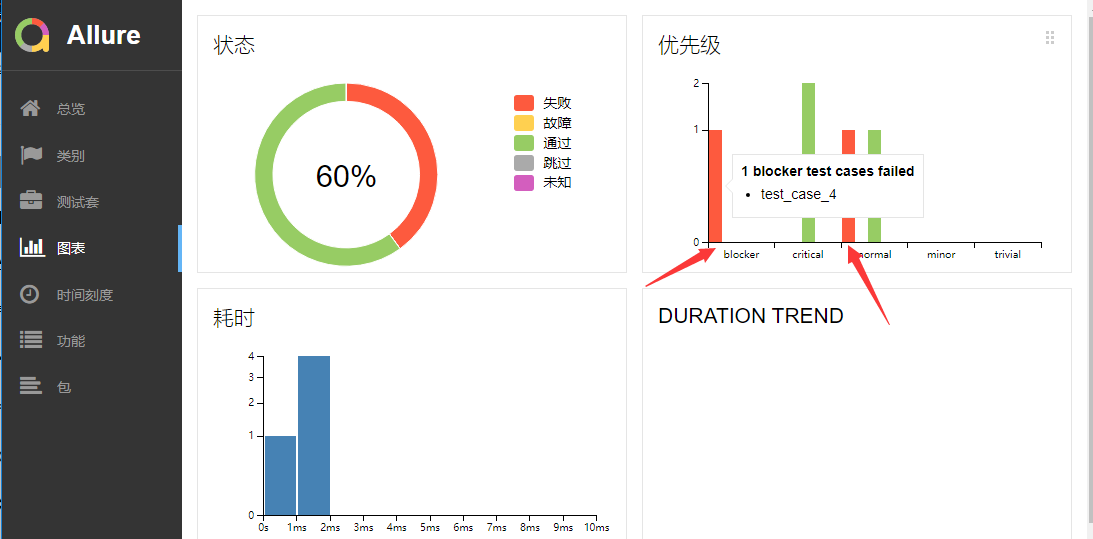 Allure
总览
类别
测试套
图表
时间刻度
功能
包
状态
60%
失败
故障
通过
跳过
未知
优先级
2
1
0
1 blocker test cases failed
• test_case_4
blocker critical normal minor trivial
耗时
4
3
2
1
0
0s 1ms 2ms 3ms 4ms 5ms 6ms 7ms 8ms 9ms 10ms
DURATION TREND